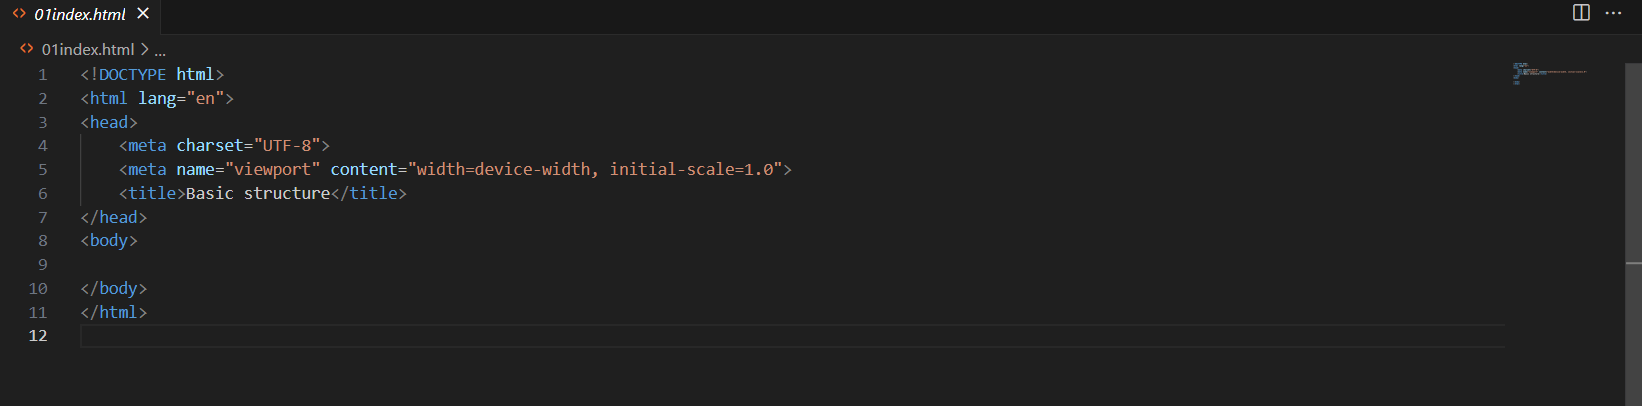 01index.html
01index.html > ...
1 <!DOCTYPE html>
2 <html lang="en">
3 <head>
4     <meta charset="UTF-8">
5     <meta name="viewport" content="width=device-width, initial-scale=1.0">
6     <title>Basic structure</title>
7 </head>
8 <body>
9
10 </body>
11 </html>
12